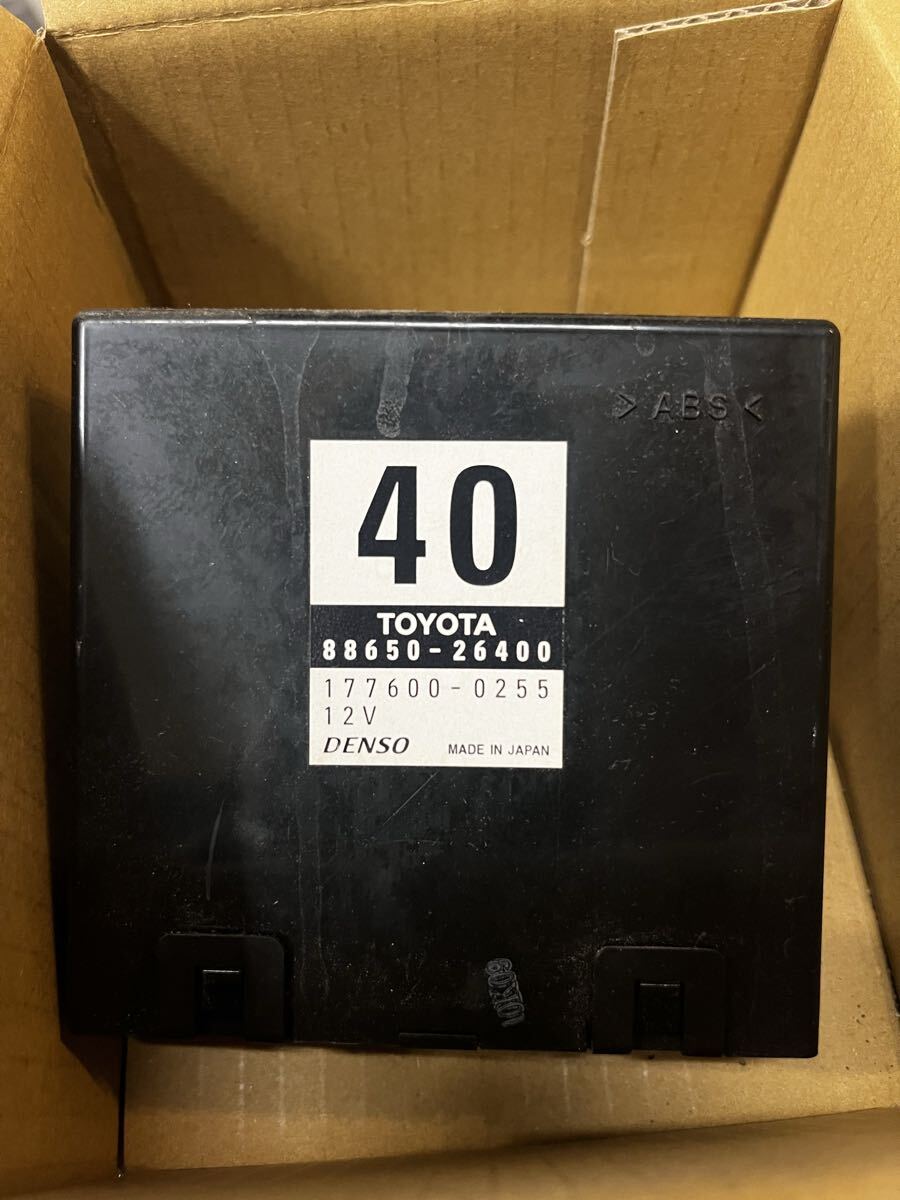 >ABS<
40
TOYOTA
88650-26400
177600-0255
12V
DENSO MADE IN JAPAN